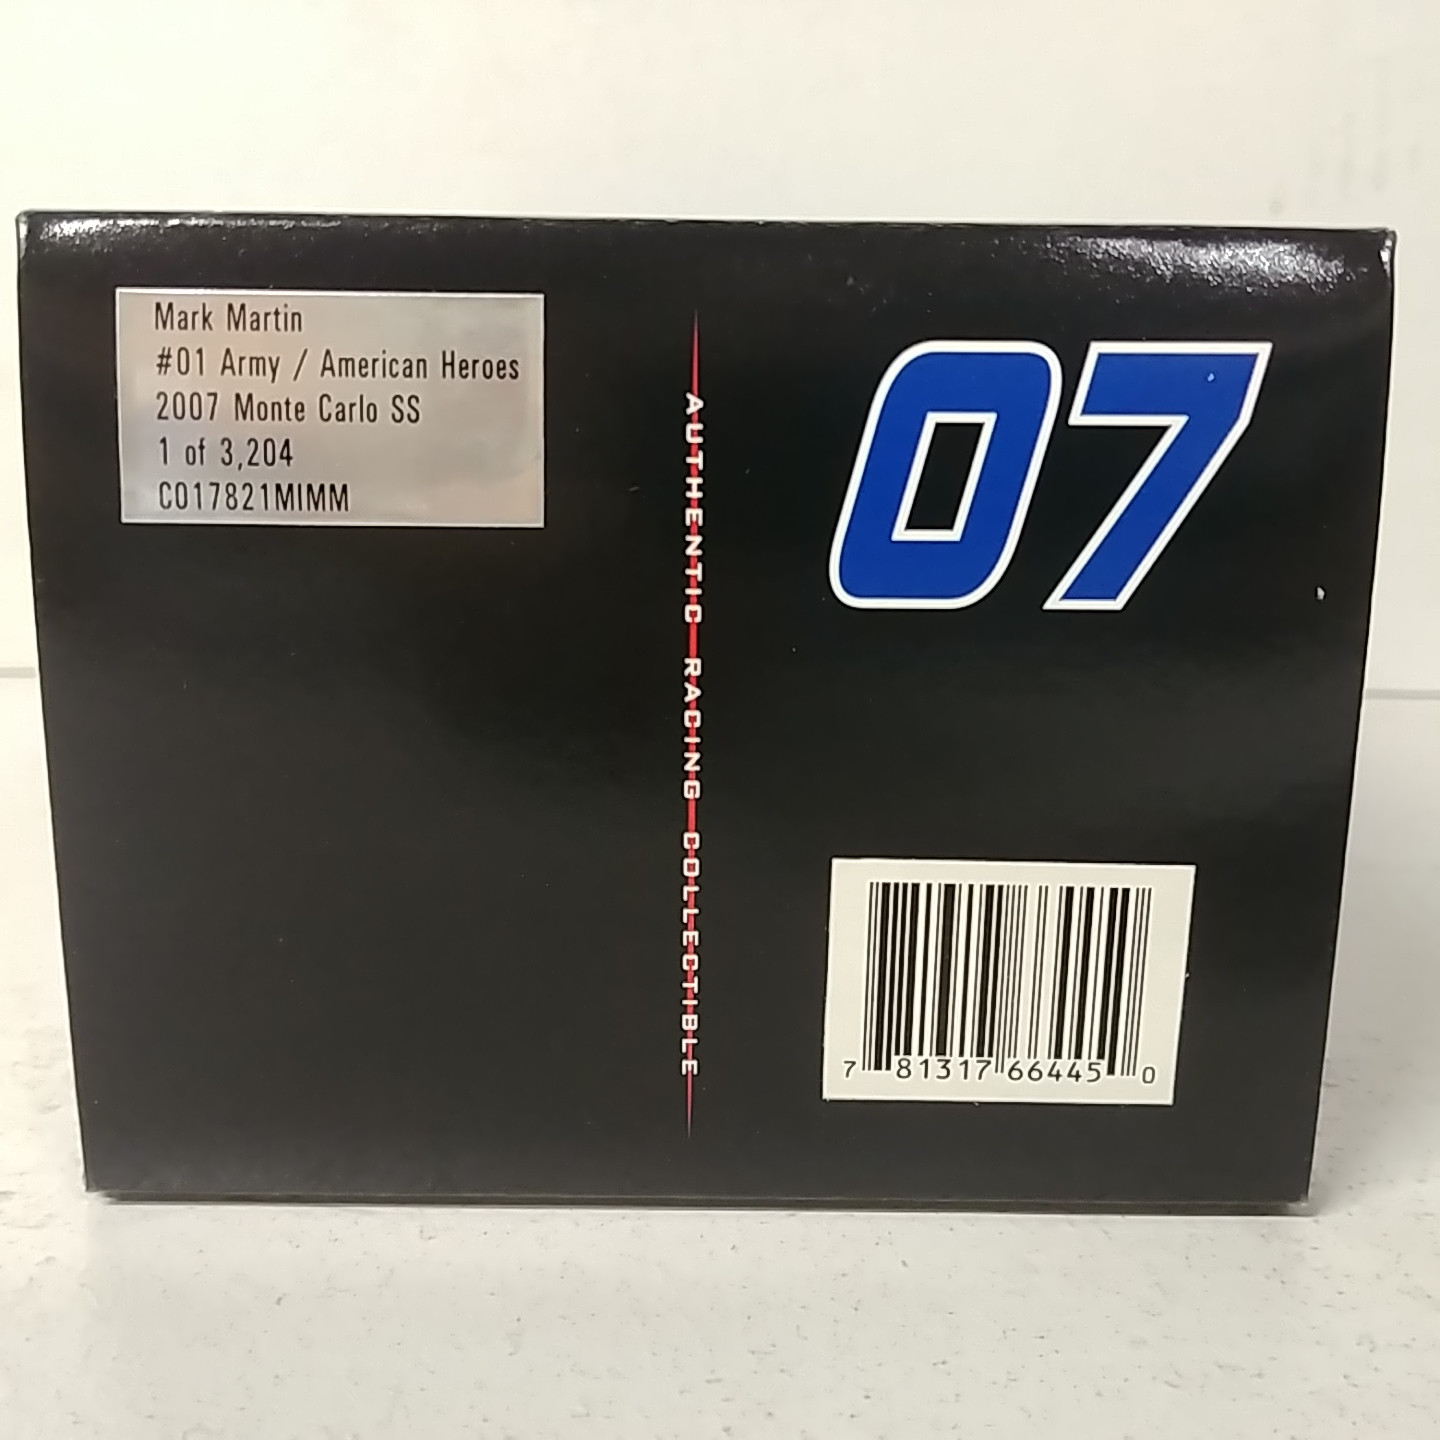 Mark Martin
#01 Army / American Heroes
2007 Monte Carlo SS
1 of 3,204
C017821MIMM
AUTHENTIC RACING COLLECTIBLE
07
7 81317 66445 0